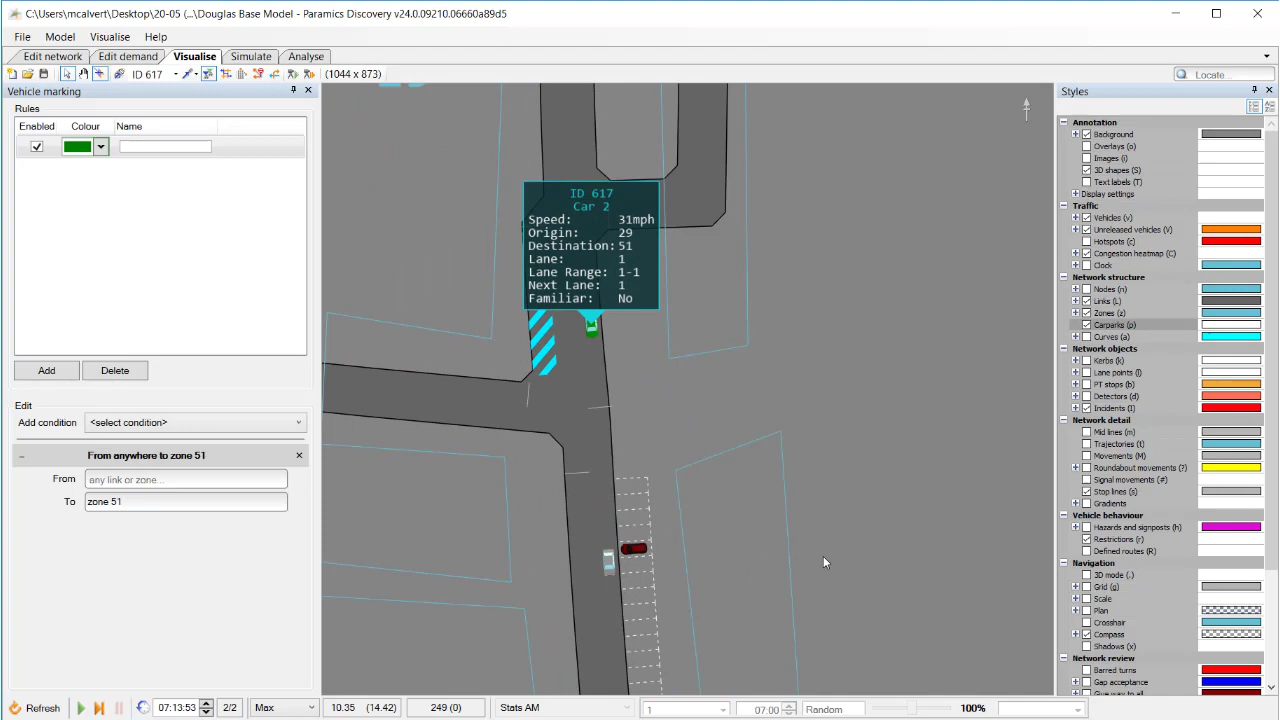 C:\Users\mcalvert\Desktop\20-05 (...\Douglas Base Model - Paramics Discovery v24.0.09210.06660a89d5
File Model Visualise Help
Edit network Edit demand Visualise Simulate Analyse
ID 617 (1044 x 873) Locate...
Vehicle marking
Rules
Enabled Colour Name
Add Delete
Edit
Add condition <select condition>
From anywhere to zone 51
From any link or zone...
To zone 51
ID 617
Car 2
Speed: 31mph
Origin: 29
Destination: 51
Lane: 1
Lane Range: 1-1
Next Lane: 1
Familiar: No
Styles
Annotation
Background
Overlays (o)
Images (i)
3D shapes (S)
Text labels (T)
Display settings
Traffic
Vehicles (v)
Unreleased vehicles (V)
Hotspots (c)
Congestion heatmap (C)
Clock
Network structure
Nodes (n)
Links (L)
Zones (z)
Carparks (p)
Curves (a)
Network objects
Kerbs (k)
Lane points (l)
PT stops (b)
Detectors (d)
Incidents (I)
Network detail
Mid lines (m)
Trajectories (t)
Movements (M)
Roundabout movements (?)
Signal movements (#)
Stop lines (s)
Gradients
Vehicle behaviour
Hazards and signposts (h)
Restrictions (r)
Defined routes (R)
Navigation
3D mode (.)
Grid (g)
Scale
Plan
Crosshair
Compass
Shadows (x)
Network review
Barred turns
Gap acceptance
Give way to all
Refresh 07:13:53 2/2 Max 10.35 (14-12) 249 (0) Stats AM 1 07:00 Random 100%